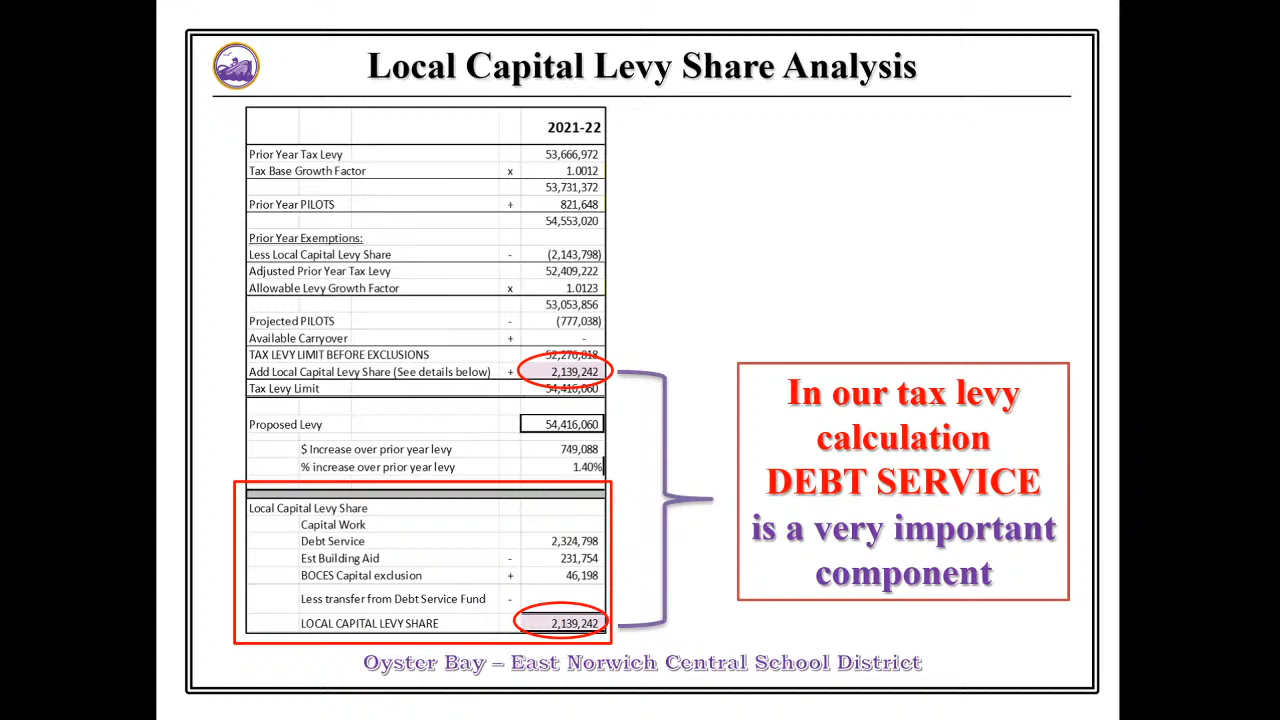 Local Capital Levy Share Analysis
2021-22
Prior Year Tax Levy 53,666,972
Tax Base Growth Factor x 1.0012
53,731,372
Prior Year PILOTS + 821,648
54,553,020
Prior Year Exemptions:
Less Local Capital Levy Share - (2,143,798)
Adjusted Prior Year Tax Levy 52,409,222
Allowable Levy Growth Factor x 1.0123
53,053,856
Projected PILOTS - (777,038)
Available Carryover + -
TAX LEVY LIMIT BEFORE EXCLUSIONS 52,276,818
Add Local Capital Levy Share (See details below) + 2,139,242
Tax Levy Limit 54,416,060
Proposed Levy 54,416,060
$ Increase over prior year levy 749,088
% increase over prior year levy 1.40%
Local Capital Levy Share
Capital Work
Debt Service 2,324,798
Est Building Aid - 231,754
BOCES Capital exclusion + 46,198
Less transfer from Debt Service Fund -
LOCAL CAPITAL LEVY SHARE 2,139,242
In our tax levy
calculation
DEBT SERVICE
is a very important
component
Oyster Bay – East Norwich Central School District